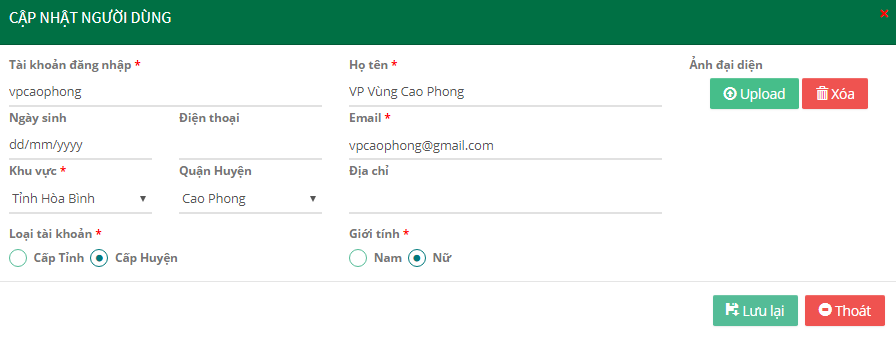 CẬP NHẬT NGƯỜI DÙNG
Tài khoản đăng nhập * Họ tên * Ảnh đại diện
vpcaophong VP Vùng Cao Phong Upload Xóa
Ngày sinh Điện thoại Email *
dd/mm/yyyy vpcaophong@gmail.com
Khu vực * Quận Huyện Địa chỉ
Tỉnh Hòa Bình Cao Phong
Loại tài khoản * Giới tính *
Cấp Tỉnh Cấp Huyện Nam Nữ
Lưu lại Thoát